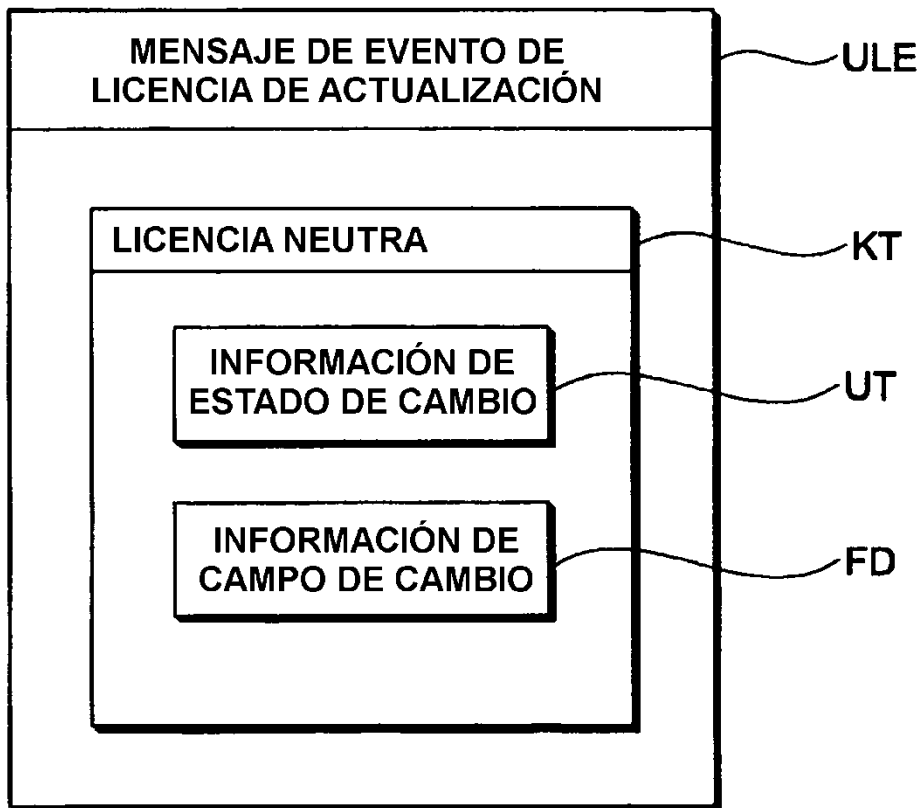 MENSAJE DE EVENTO DE
LICENCIA DE ACTUALIZACIÓN
ULE
LICENCIA NEUTRA
KT
INFORMACIÓN DE
ESTADO DE CAMBIO
UT
INFORMACIÓN DE
CAMPO DE CAMBIO
FD